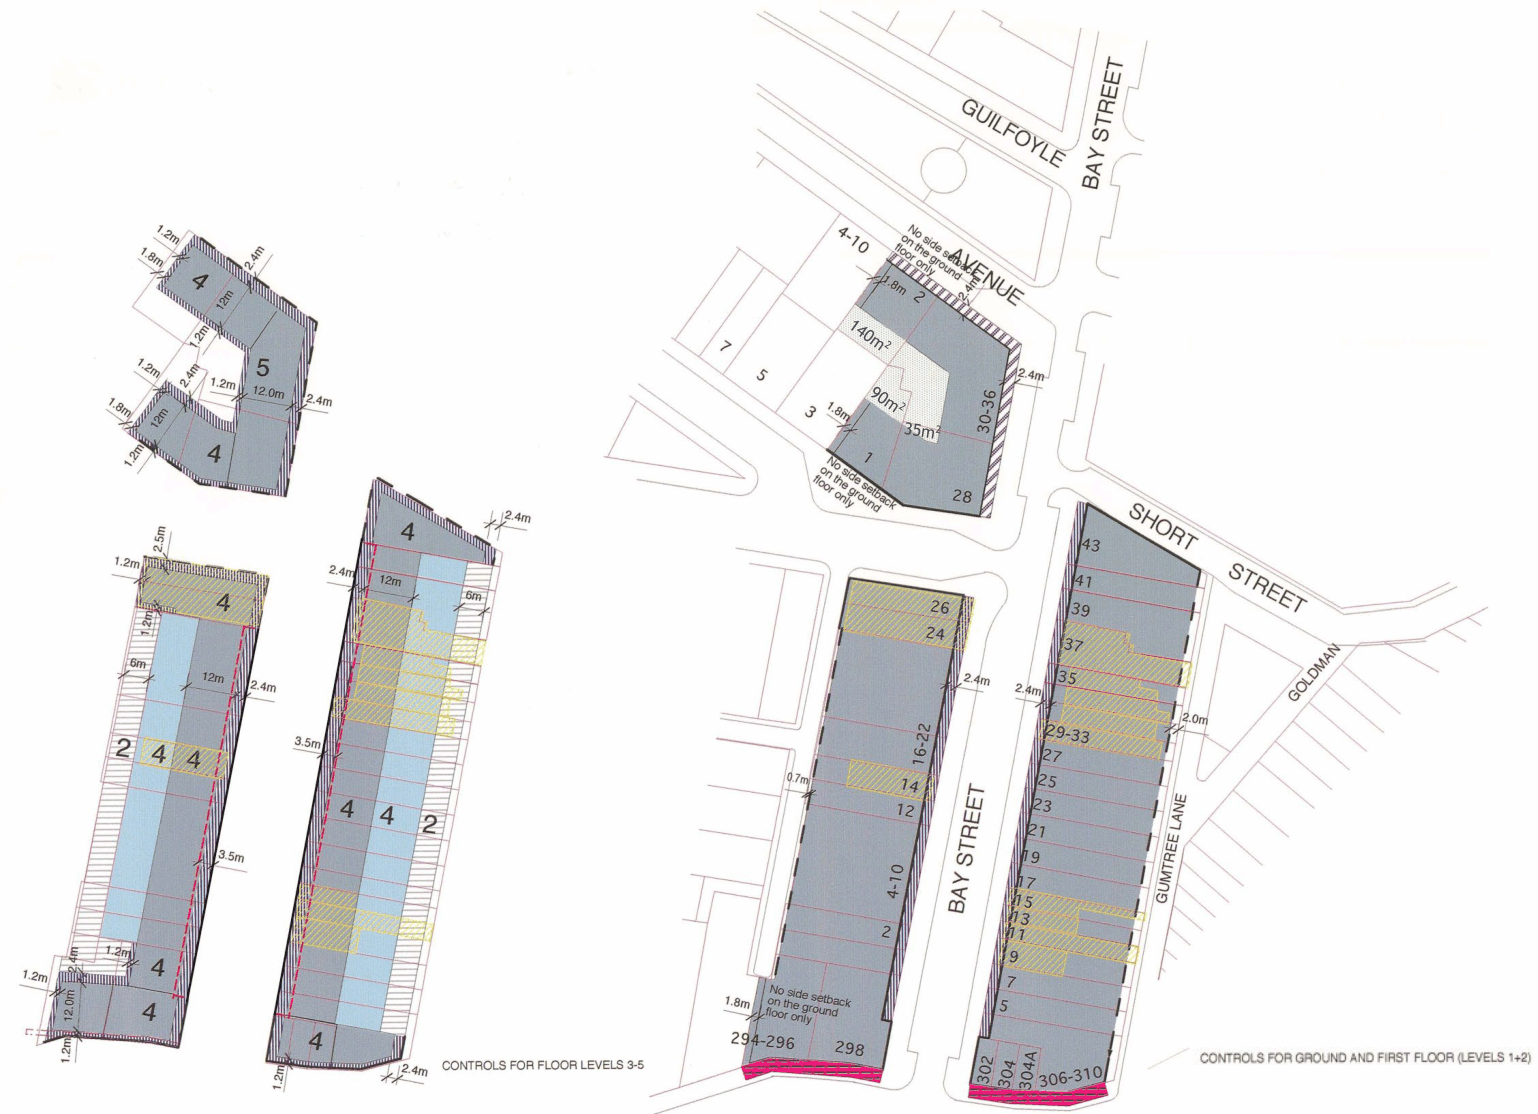 GUILFOYLE
BAY STREET
AVENUE
No side setback
on the ground
floor only
4-10
1.8m
2
2.4m
140m²
7
5
3
90m²
35m²
1.8m
1
30-36
2.4m
28
No side setback
on the ground
floor only
SHORT
STREET
GOLDMAN
GUMTREE LANE
BAY STREET
26
24
2.4m
16-22
14
12
0.7m
4-10
2
No side setback
on the ground
floor only
1.8m
294-296
298
43
41
39
37
35
2.4m
29-33
2.0m
27
25
23
21
19
17
15
13
11
9
7
5
302
304
304A
306-310
CONTROLS FOR GROUND AND FIRST FLOOR (LEVELS 1+2)
1.2m
1.8m
2.4m
4
12m
1.2m
5
1.2m
2.4m
1.2m
12.0m
2.4m
1.8m
12m
4
1.2m
2.5m
1.2m
4
1.2m
6m
12m
2.4m
2
4
4
3.5m
1.2m
2.4m
1.2m
4
12.0m
4
1.2m
4
2.4m
2.4m
12m
6m
3.5m
4
4
2
4
1.2m
2.4m
CONTROLS FOR FLOOR LEVELS 3-5